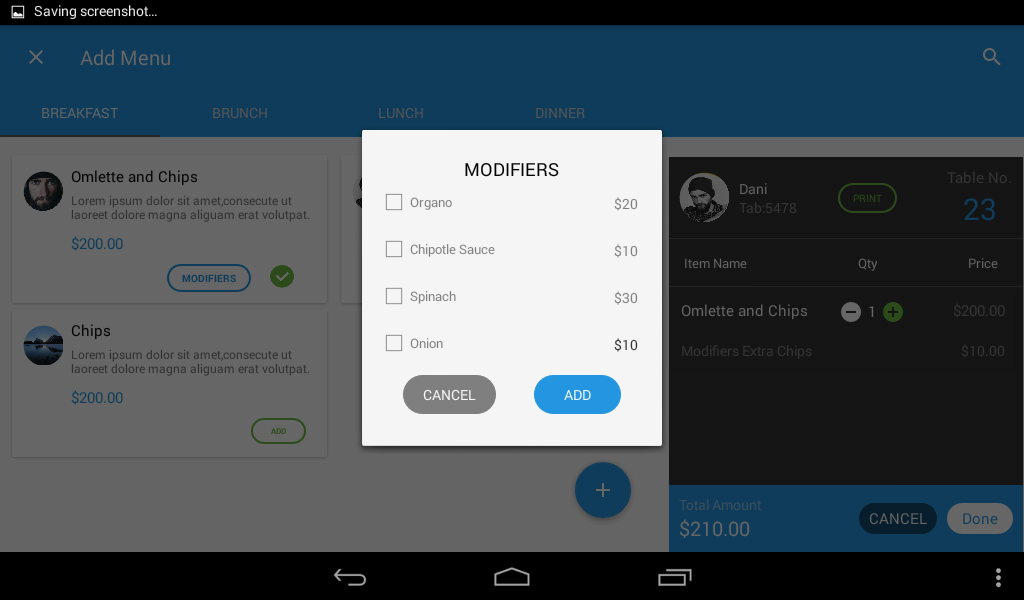 Saving screenshot...
Add Menu
BREAKFAST
BRUNCH
LUNCH
DINNER
Omlette and Chips
Lorem ipsum dolor sit amet,consecute ut
laoreet dolore magna aliguam erat volutpat.
$200.00
MODIFIERS
Chips
Lorem ipsum dolor sit amet,consecute ut
laoreet dolore magna aliguam erat volutpat.
$200.00
ADD
MODIFIERS
Organo $20
Chipotle Sauce $10
Spinach $30
Onion $10
CANCEL ADD
Dani
Tab:5478
PRINT
Table No.
23
Item Name Qty Price
Omlette and Chips 1 $200.00
Modifiers Extra Chips $10.00
Total Amount
$210.00
CANCEL
Done